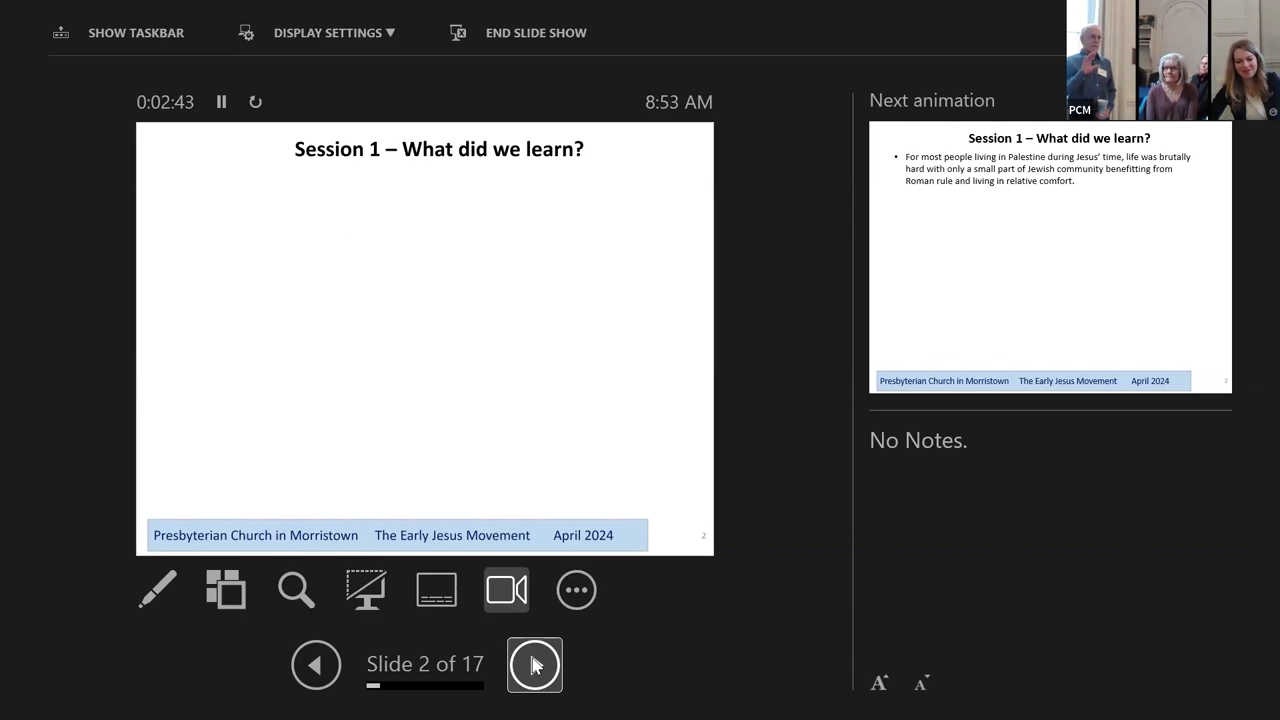 SHOW TASKBAR
DISPLAY SETTINGS ▼
END SLIDE SHOW
PCM
0:02:43
8:53 AM
Session 1 – What did we learn?
Presbyterian Church in Morristown The Early Jesus Movement April 2024
2
Slide 2 of 17
Next animation
Session 1 – What did we learn?
• For most people living in Palestine during Jesus' time, life was brutally
hard with only a small part of Jewish community benefitting from
Roman rule and living in relative comfort.
Presbyterian Church in Morristown The Early Jesus Movement April 2024
2
No Notes.
A A